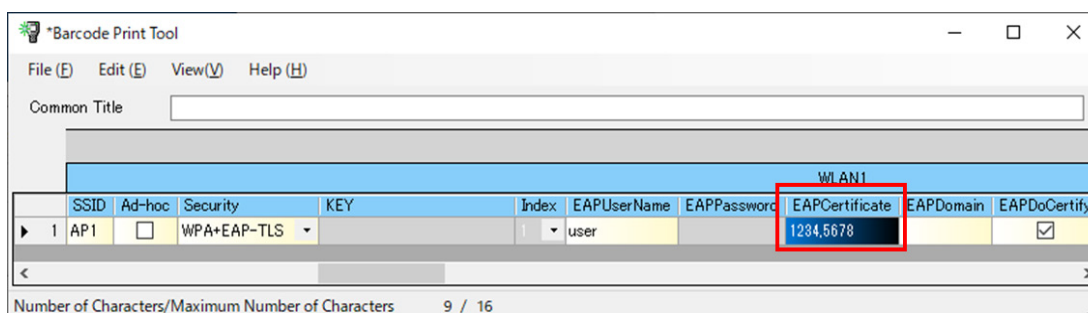 *Barcode Print Tool
File (F) Edit (E) View(V) Help (H)
Common Title
WLAN1
SSID Ad-hoc Security KEY Index EAPUserName EAPPassword EAPCertificate EAPDomain EAPDoCertify
1 AP1 WPA+EAP-TLS 1 user 1234,5678
Number of Characters/Maximum Number of Characters 9 / 16